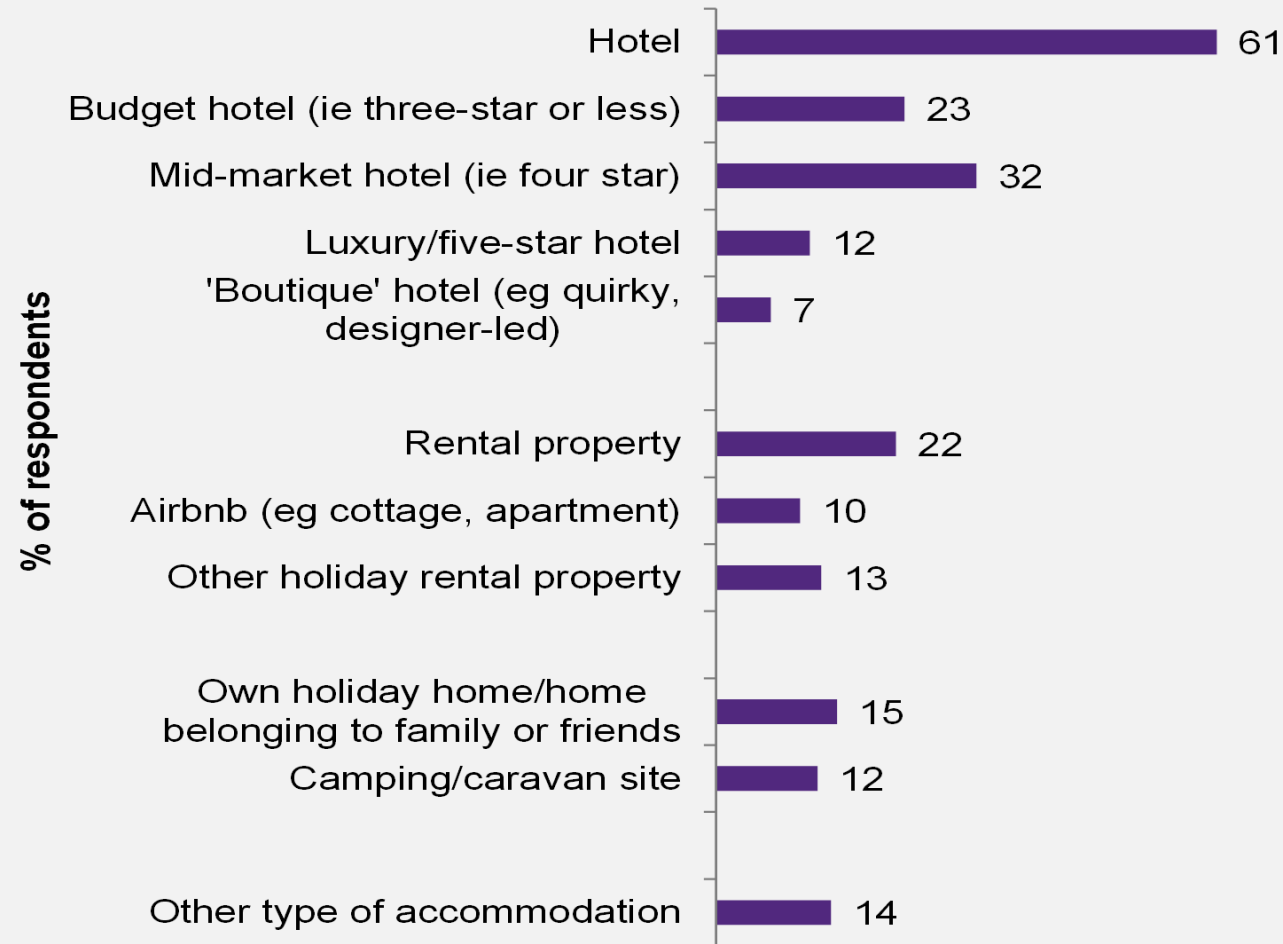 Hotel 61
Budget hotel (ie three-star or less) 23
Mid-market hotel (ie four star) 32
Luxury/five-star hotel 12
'Boutique' hotel (eg quirky,
designer-led) 7
Rental property 22
Airbnb (eg cottage, apartment) 10
Other holiday rental property 13
Own holiday home/home
belonging to family or friends 15
Camping/caravan site 12
Other type of accommodation 14
% of respondents